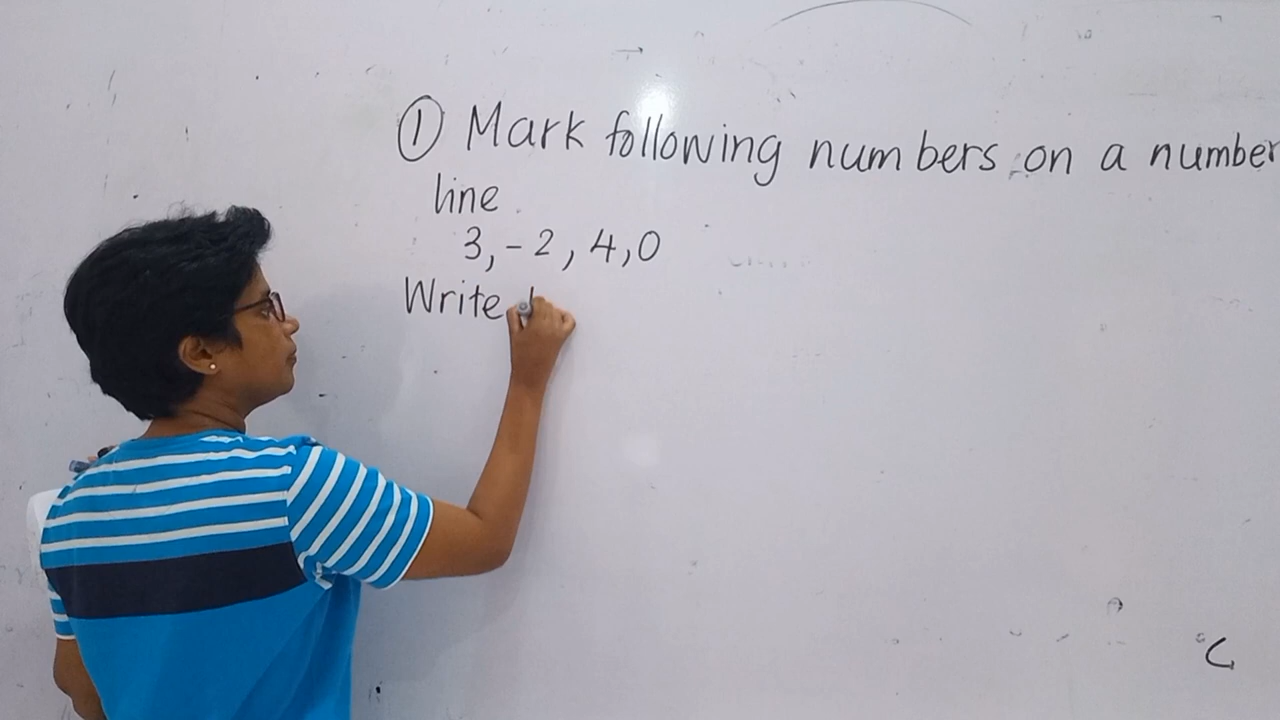 ① Mark following numbers on a number
line
3, -2, 4, 0
Write